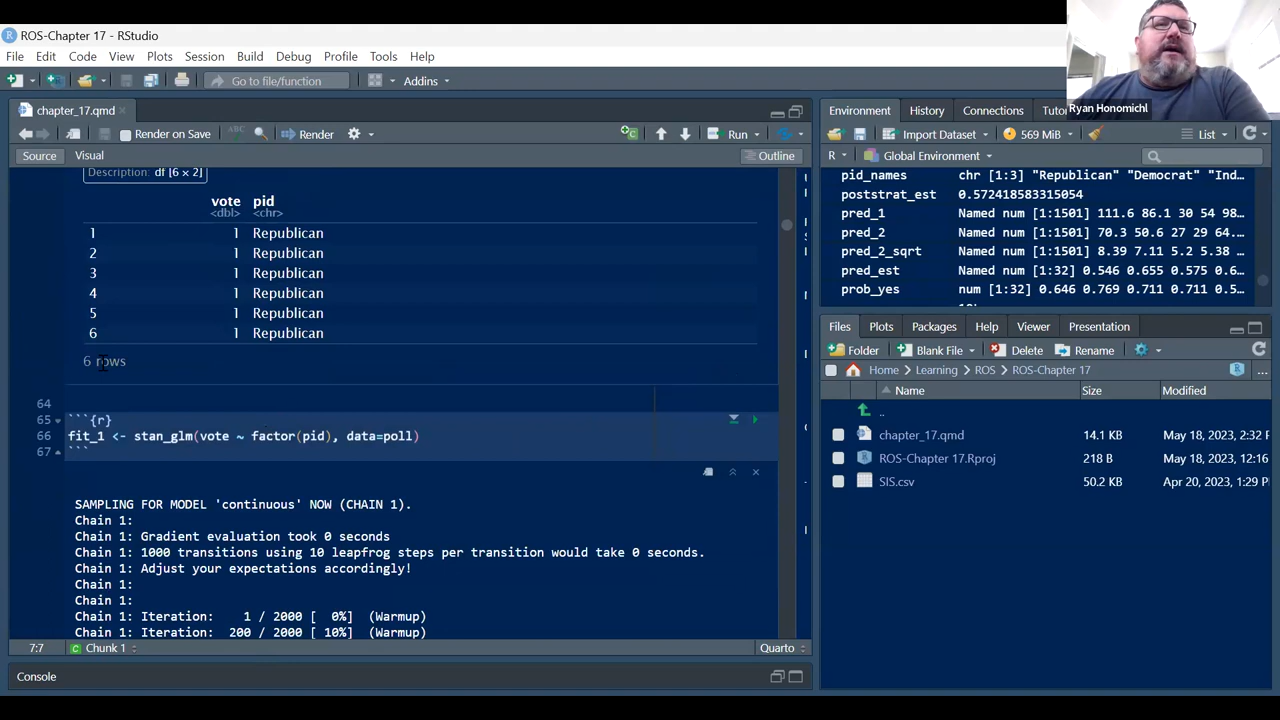 ROS-Chapter 17 - RStudio
File Edit Code View Plots Session Build Debug Profile Tools Help
Go to file/function Addins
Ryan Honomichl
chapter_17.qmd
Render on Save ABC Render Run
Source Visual Outline
Description: df [6 × 2]
vote pid
<dbl> <chr>
1 1 Republican
2 1 Republican
3 1 Republican
4 1 Republican
5 1 Republican
6 1 Republican
6 rows
64
65 ```{r}
66 fit_1 <- stan_glm(vote ~ factor(pid), data=poll)
67 ```
SAMPLING FOR MODEL 'continuous' NOW (CHAIN 1).
Chain 1:
Chain 1: Gradient evaluation took 0 seconds
Chain 1: 1000 transitions using 10 leapfrog steps per transition would take 0 seconds.
Chain 1: Adjust your expectations accordingly!
Chain 1:
Chain 1:
Chain 1: Iteration: 1 / 2000 [ 0%] (Warmup)
Chain 1: Iteration: 200 / 2000 [ 10%] (Warmup)
7:7 Chunk 1 Quarto
Console
Environment History Connections Tuto
Import Dataset 569 MiB List
R Global Environment
pid_names chr [1:3] "Republican" "Democrat" "Ind…
poststrat_est 0.572418583315054
pred_1 Named num [1:1501] 111.6 86.1 30 54 98…
pred_2 Named num [1:1501] 70.3 50.6 27 29 64.…
pred_2_sqrt Named num [1:1501] 8.39 7.11 5.2 5.38 …
pred_est Named num [1:32] 0.546 0.655 0.575 0.6…
prob_yes num [1:32] 0.646 0.769 0.711 0.711 0.5…
Files Plots Packages Help Viewer Presentation
Folder Blank File Delete Rename
Home Learning ROS ROS-Chapter 17 ...
Name Size Modified
..
chapter_17.qmd 14.1 KB May 18, 2023, 2:32 P
ROS-Chapter 17.Rproj 218 B May 18, 2023, 12:16
SIS.csv 50.2 KB Apr 20, 2023, 1:29 P